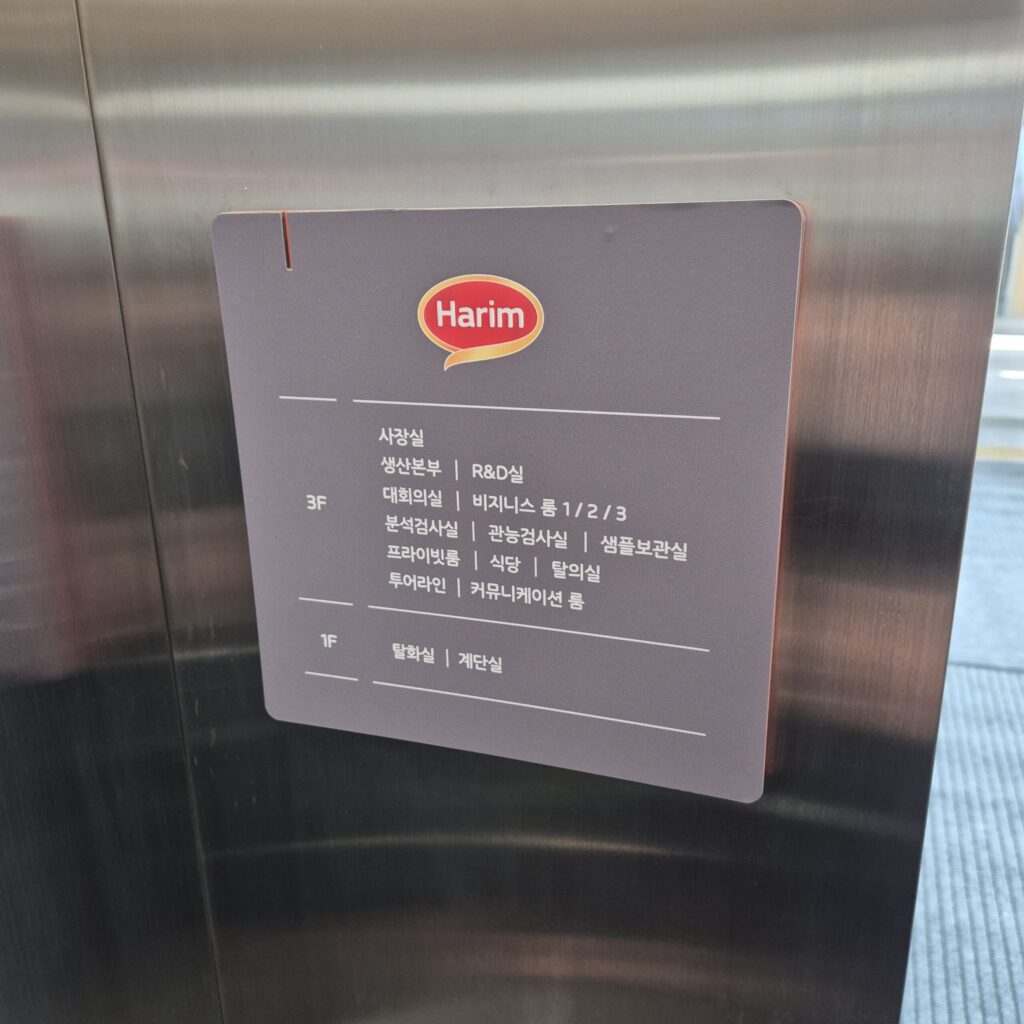 Harim
3F
사장실
생산본부 | R&D실
대회의실 | 비지니스 룸 1 / 2 / 3
분석검사실 | 관능검사실 | 샘플보관실
프라이빗룸 | 식당 | 탈의실
투어라인 | 커뮤니케이션 룸
1F
탈화실 | 계단실